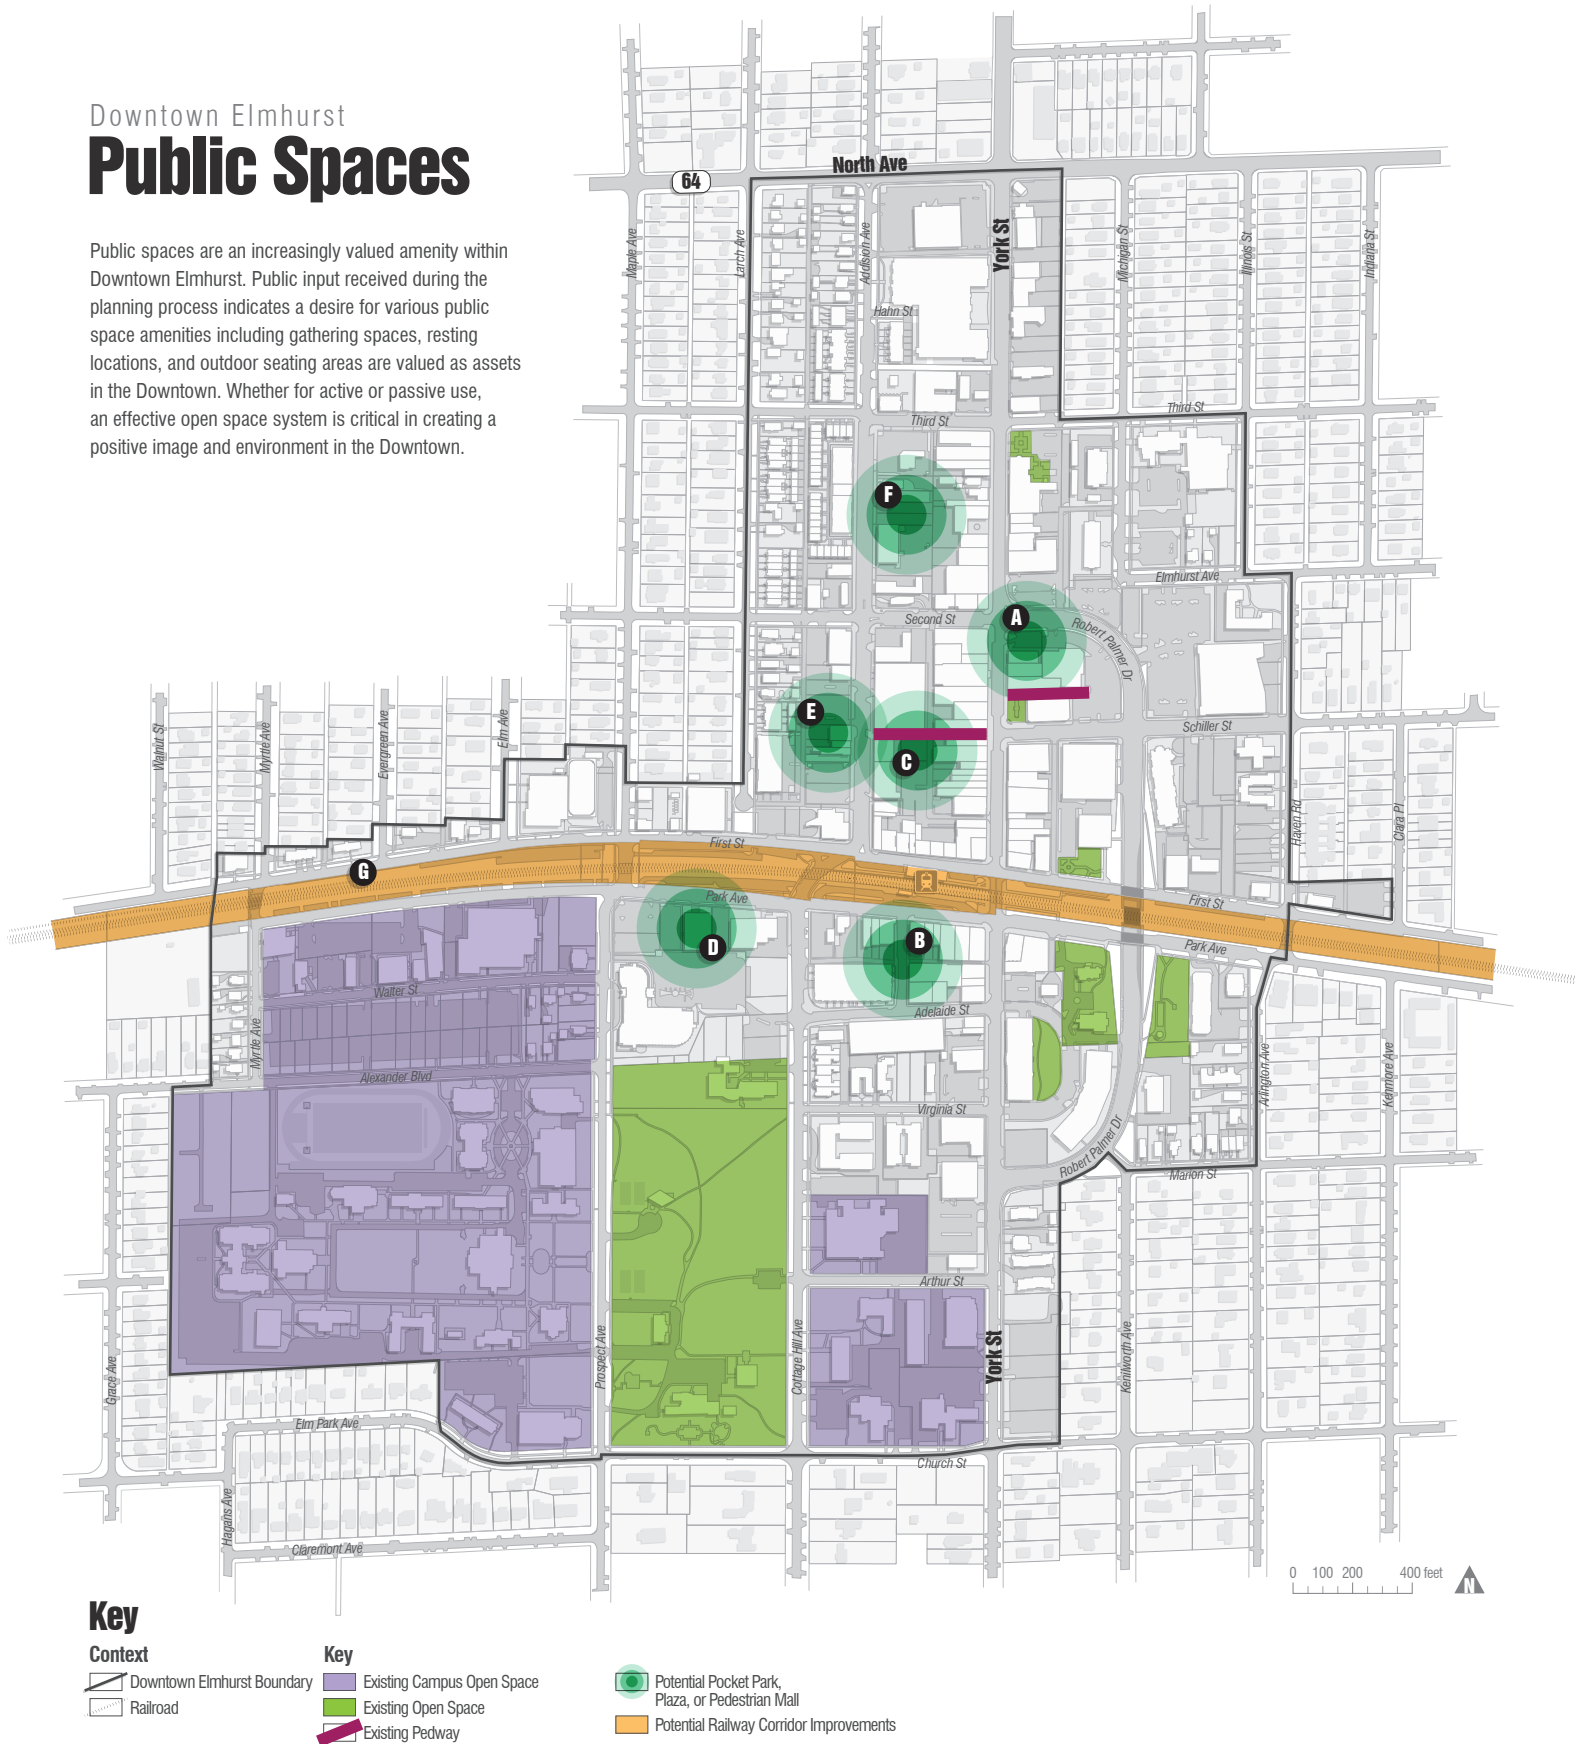 Downtown Elmhurst
Public Spaces
Public spaces are an increasingly valued amenity within
Downtown Elmhurst. Public input received during the
planning process indicates a desire for various public
space amenities including gathering spaces, resting
locations, and outdoor seating areas are valued as assets
in the Downtown. Whether for active or passive use,
an effective open space system is critical in creating a
positive image and environment in the Downtown.
North Ave
64
Maple Ave
Larch Ave
Addision Ave
York St
Michigan St
Illinois St
Indiana St
Hahn St
Third St
Third St
F
Elmhurst Ave
Second St
A
Robert Palmer Dr
E
C
Schiller St
Walnut St
Myrtle Ave
Evergreen Ave
Elm Ave
Haven Rd
Clara Pl
First St
G
Park Ave
First St
D
B
Park Ave
Walter St
Adelaide St
Myrtle Ave
Alexander Blvd
Arlington Ave
Kenmore Ave
Virginia St
Robert Palmer Dr
Marion St
Arthur St
Grace Ave
Prospect Ave
Cottage Hill Ave
York St
Kenilworth Ave
Elm Park Ave
Church St
Hagans Ave
Claremont Ave
0 100 200 400 feet
N
Key
Context
Downtown Elmhurst Boundary
Railroad
Key
Existing Campus Open Space
Existing Open Space
Existing Pedway
Potential Pocket Park,
Plaza, or Pedestrian Mall
Potential Railway Corridor Improvements